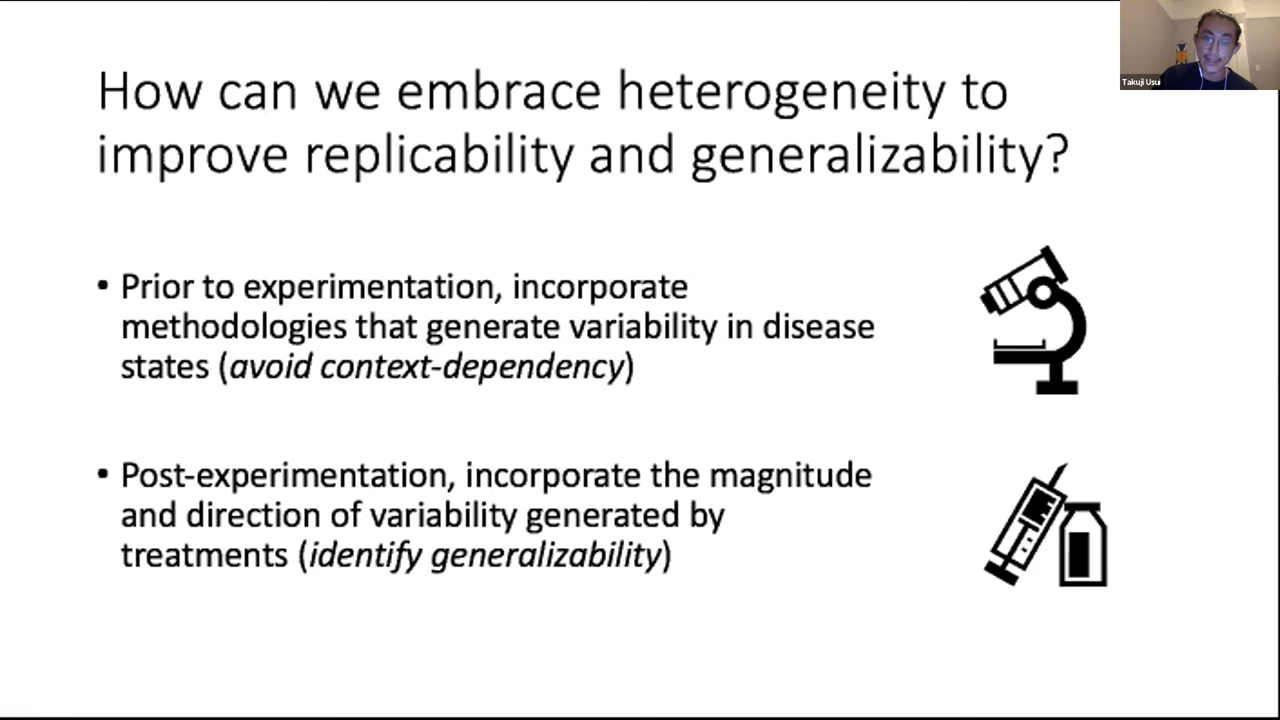 How can we embrace heterogeneity to
improve replicability and generalizability?
• Prior to experimentation, incorporate
methodologies that generate variability in disease
states (avoid context-dependency)
• Post-experimentation, incorporate the magnitude
and direction of variability generated by
treatments (identify generalizability)
Takuji Usui